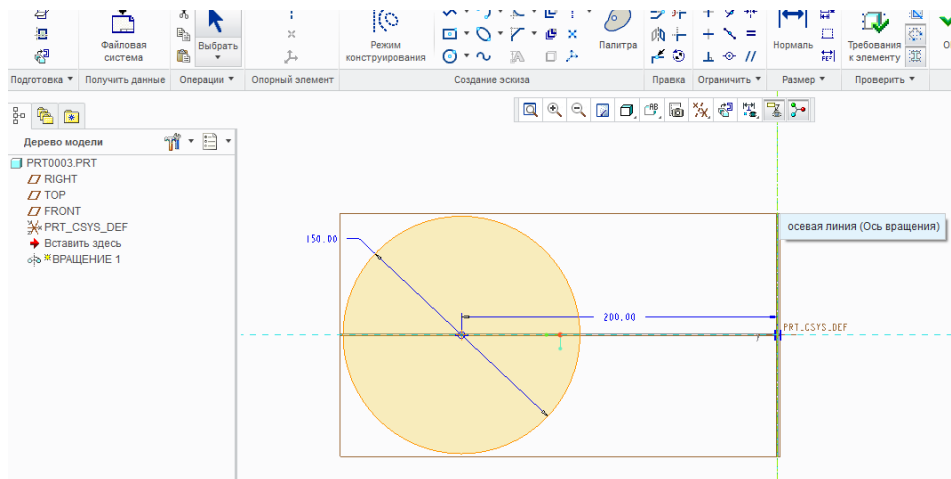 Файловая
система
Выбрать
Режим
конструирования
Палитра
Нормаль
Требования
к элементу
Подготовка
Получить данные
Операции
Опорный элемент
Создание эскиза
Правка
Ограничить
Размер
Проверить
Дерево модели
PRT0003.PRT
RIGHT
TOP
FRONT
PRT_CSYS_DEF
Вставить здесь
ВРАЩЕНИЕ 1
осевая линия (Ось вращения)
150.00
200.00
PRT_CSYS_DEF